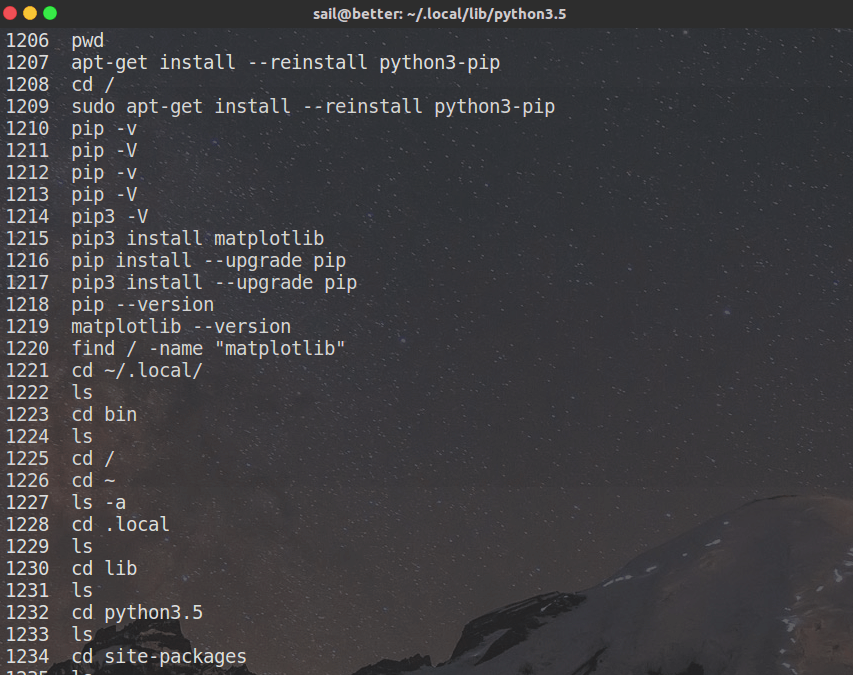 sail@better: ~/.local/lib/python3.5
1206 pwd
1207 apt-get install --reinstall python3-pip
1208 cd /
1209 sudo apt-get install --reinstall python3-pip
1210 pip -v
1211 pip -V
1212 pip -v
1213 pip -V
1214 pip3 -V
1215 pip3 install matplotlib
1216 pip install --upgrade pip
1217 pip3 install --upgrade pip
1218 pip --version
1219 matplotlib --version
1220 find / -name "matplotlib"
1221 cd ~/.local/
1222 ls
1223 cd bin
1224 ls
1225 cd /
1226 cd ~
1227 ls -a
1228 cd .local
1229 ls
1230 cd lib
1231 ls
1232 cd python3.5
1233 ls
1234 cd site-packages
1235 ls